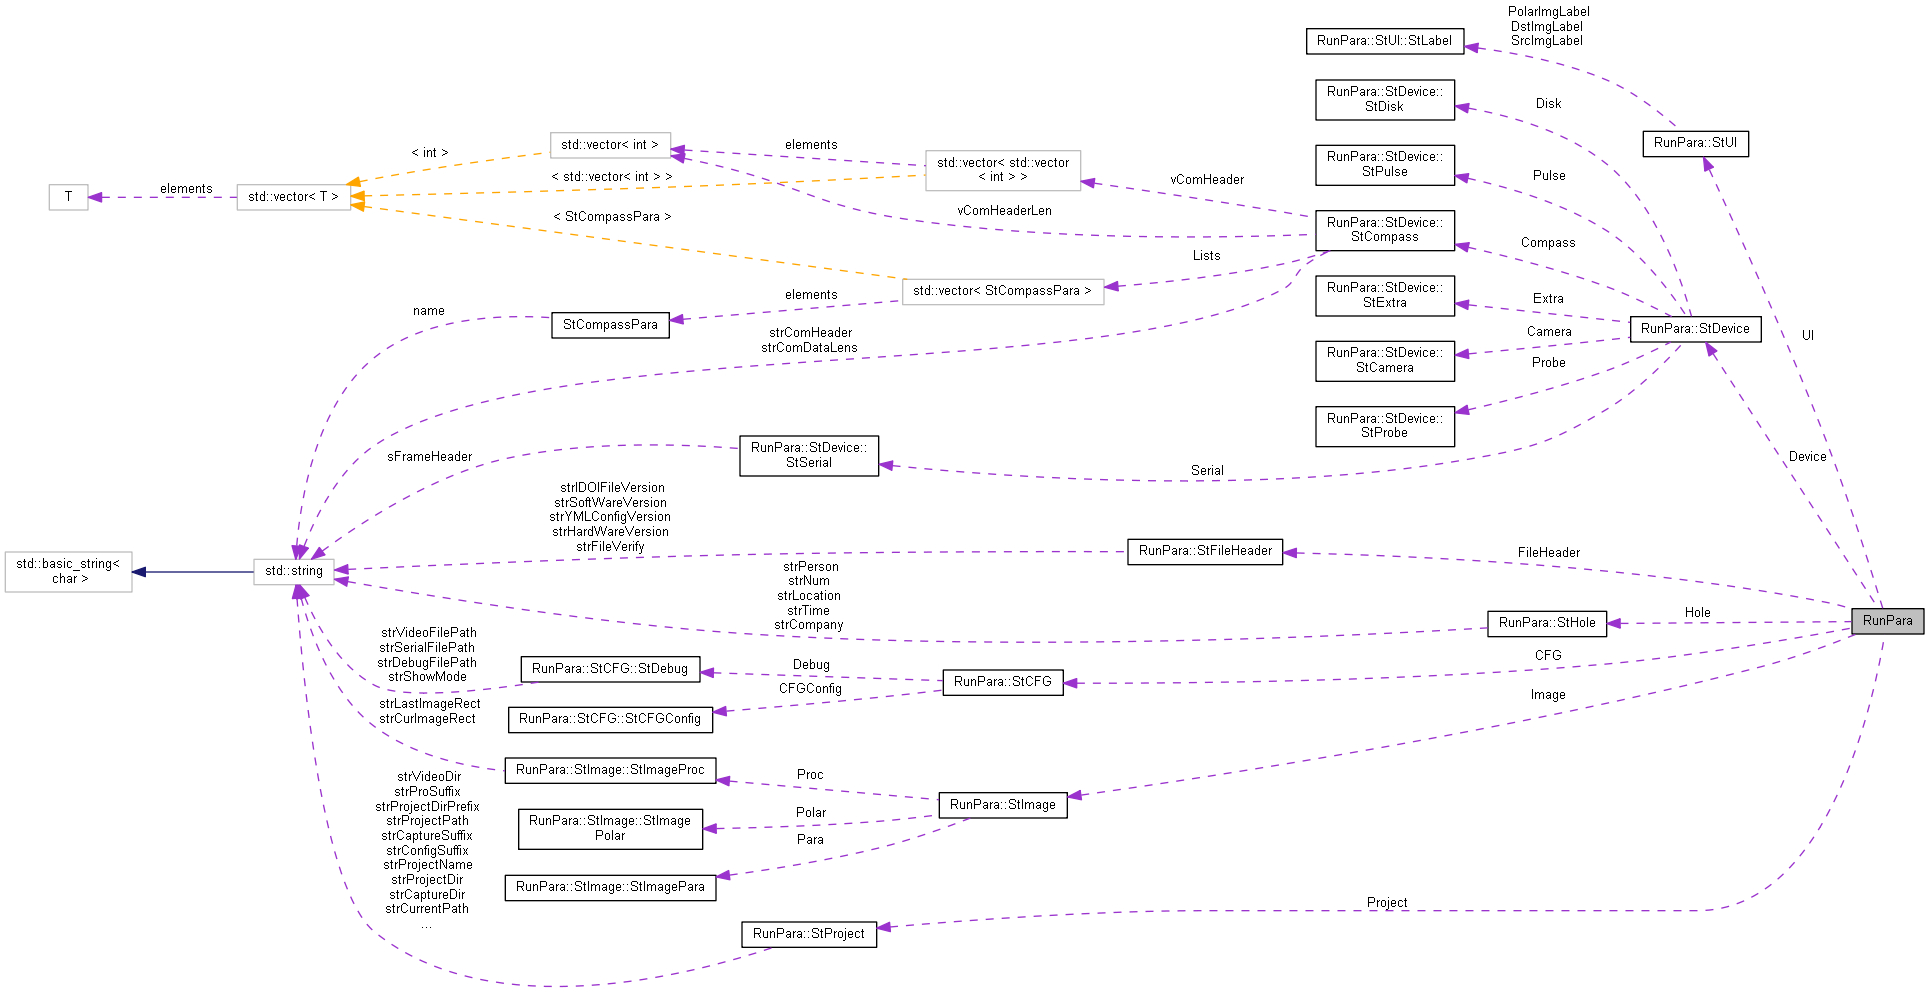 PolarImgLabel
DstImgLabel
SrcImgLabel
RunPara::StUI::StLabel
RunPara::StDevice::
StDisk
Disk
RunPara::StUI
std::vector< int >
elements
< int >
std::vector< std::vector
< int > >
RunPara::StDevice::
StPulse
Pulse
< std::vector< int > >
vComHeader
T
elements
std::vector< T >
< StCompassPara >
vComHeaderLen
RunPara::StDevice::
StCompass
Compass
Lists
std::vector< StCompassPara >
elements
RunPara::StDevice::
StExtra
Extra
name
StCompassPara
strComHeader
strComDataLens
RunPara::StDevice
UI
Camera
RunPara::StDevice::
StCamera
Probe
RunPara::StDevice::
StProbe
sFrameHeader
RunPara::StDevice::
StSerial
Serial
Device
strIDOIFileVersion
strSoftWareVersion
strYMLConfigVersion
strHardWareVersion
strFileVerify
RunPara::StFileHeader
FileHeader
std::basic_string<
char >
std::string
strPerson
strNum
strLocation
strTime
strCompany
RunPara::StHole
Hole
RunPara
strVideoFilePath
strSerialFilePath
strDebugFilePath
strShowMode
RunPara::StCFG::StDebug
Debug
RunPara::StCFG
CFG
CFGConfig
Image
strLastImageRect
strCurImageRect
RunPara::StCFG::StCFGConfig
RunPara::StImage::StImageProc
Proc
strVideoDir
strProSuffix
strProjectDirPrefix
strProjectPath
strCaptureSuffix
strConfigSuffix
strProjectName
strProjectDir
strCaptureDir
strCurrentPath
...
RunPara::StImage
Polar
RunPara::StImage::StImage
Polar
Para
RunPara::StImage::StImagePara
Project
RunPara::StProject